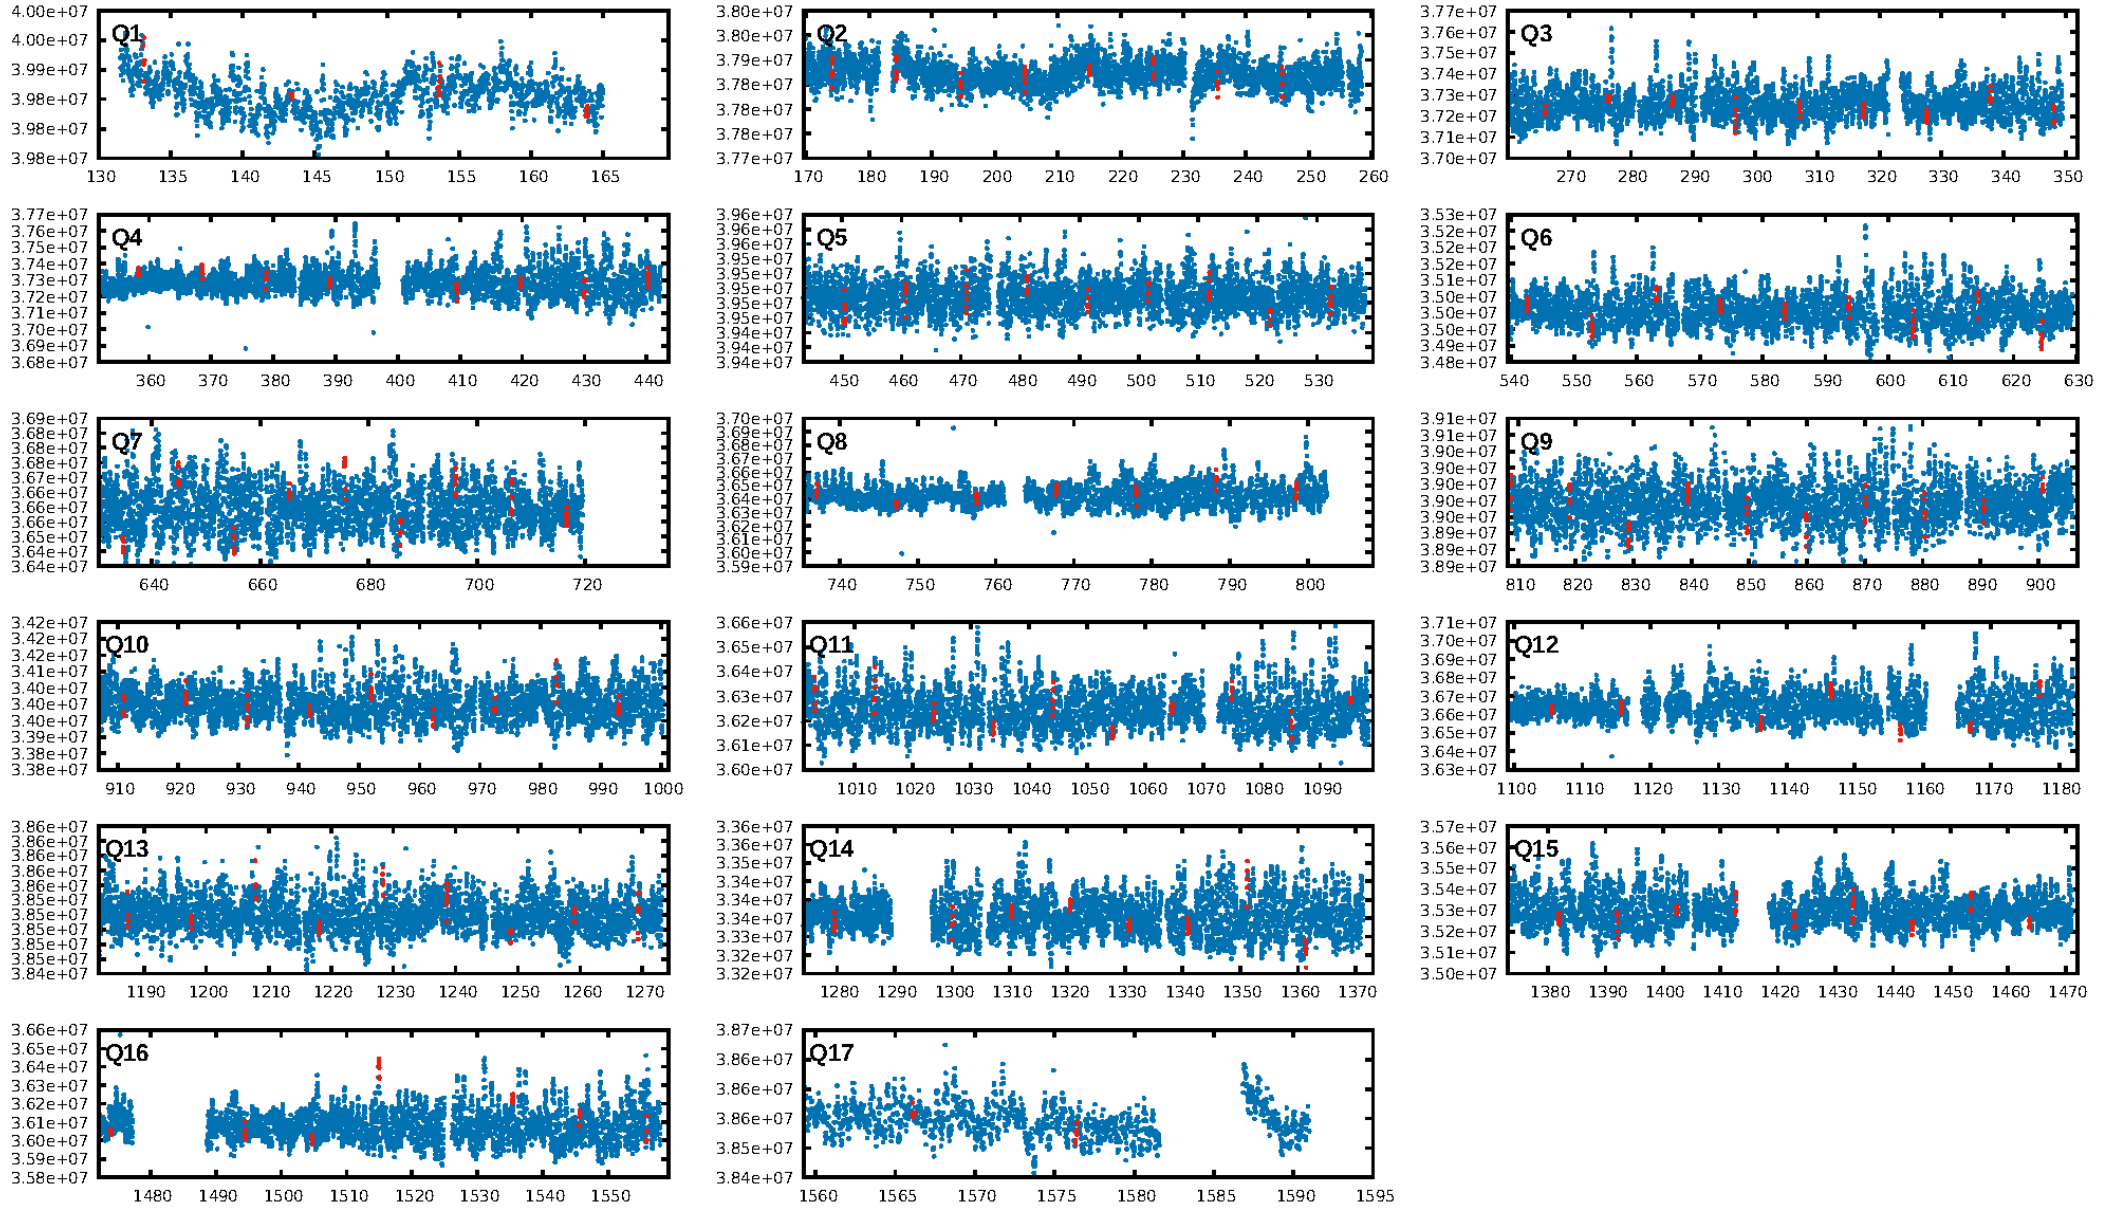 4.00e+07 4.00e+07 3.99e+07 3.98e+07 3.98e+07 3.98e+07
Q1
130 135 140 145 150 155 160 165
3.80e+07 3.80e+07 3.79e+07 3.78e+07 3.78e+07 3.78e+07 3.77e+07
Q2
170 180 190 200 210 220 230 240 250 260
3.77e+07 3.75e+07 3.74e+07 3.73e+07 3.72e+07 3.71e+07 3.70e+07
Q3
270 280 290 300 310 320 330 340 350
3.77e+07 3.76e+07 3.75e+07 3.74e+07 3.73e+07 3.72e+07 3.71e+07 3.70e+07 3.69e+07 3.68e+07
Q4
360 370 380 390 400 410 420 430 440
3.96e+07 3.96e+07 3.95e+07 3.95e+07 3.95e+07 3.95e+07 3.95e+07 3.94e+07 3.94e+07 3.94e+07
Q5
450 460 470 480 490 500 510 520 530
3.53e+07 3.52e+07 3.52e+07 3.51e+07 3.51e+07 3.50e+07 3.50e+07 3.49e+07 3.49e+07 3.48e+07
Q6
540 550 560 570 580 590 600 610 620 630
3.69e+07 3.68e+07 3.68e+07 3.67e+07 3.66e+07 3.66e+07 3.65e+07 3.64e+07 3.64e+07
Q7
640 660 680 700 720
3.70e+07 3.69e+07 3.68e+07 3.67e+07 3.66e+07 3.65e+07 3.64e+07 3.63e+07 3.62e+07 3.61e+07 3.60e+07 3.59e+07
Q8
740 750 760 770 780 790 800
3.91e+07 3.91e+07 3.90e+07 3.90e+07 3.90e+07 3.90e+07 3.90e+07 3.89e+07 3.89e+07 3.89e+07
Q9
810 820 830 840 850 860 870 880 890 900
3.42e+07 3.42e+07 3.41e+07 3.41e+07 3.40e+07 3.40e+07 3.39e+07 3.39e+07 3.38e+07 3.38e+07
Q10
910 920 930 940 950 960 970 980 990 1000
3.66e+07 3.65e+07 3.64e+07 3.63e+07 3.62e+07 3.61e+07 3.60e+07
Q11
1010 1020 1030 1040 1050 1060 1070 1080 1090
3.71e+07 3.70e+07 3.69e+07 3.68e+07 3.67e+07 3.66e+07 3.65e+07 3.64e+07 3.63e+07
Q12
1100 1110 1120 1130 1140 1150 1160 1170 1180
3.86e+07 3.86e+07 3.86e+07 3.86e+07 3.86e+07 3.85e+07 3.85e+07 3.85e+07 3.85e+07 3.85e+07 3.84e+07
Q13
1190 1200 1210 1220 1230 1240 1250 1260 1270
3.36e+07 3.36e+07 3.35e+07 3.34e+07 3.34e+07 3.34e+07 3.33e+07 3.32e+07 3.32e+07
Q14
1280 1290 1300 1310 1320 1330 1340 1350 1360 1370
3.57e+07 3.56e+07 3.55e+07 3.54e+07 3.53e+07 3.52e+07 3.50e+07 3.50e+07
Q15
1380 1390 1400 1410 1420 1430 1440 1450 1460 1470
3.66e+07 3.65e+07 3.64e+07 3.63e+07 3.62e+07 3.61e+07 3.60e+07 3.59e+07 3.58e+07
Q16
1480 1490 1500 1510 1520 1530 1540 1550
3.87e+07 3.86e+07 3.86e+07 3.86e+07 3.85e+07 3.84e+07
Q17
1560 1565 1570 1575 1580 1585 1590 1595